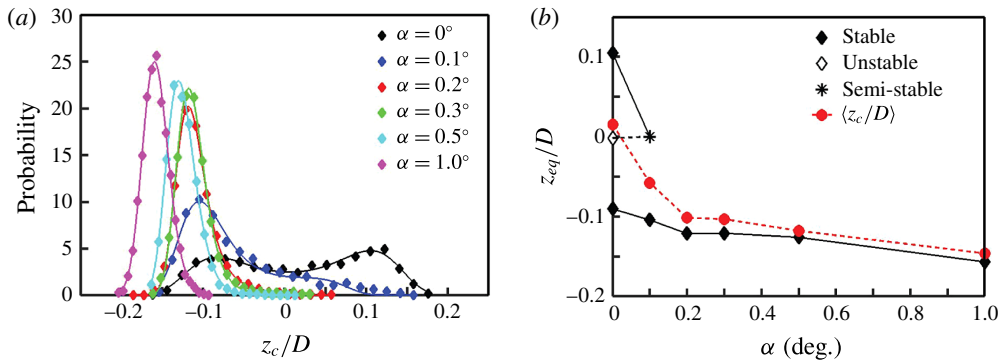 (a)
30
25
20
15
10
5
0
Probability
−0.2
−0.1
0
0.1
0.2
z_c/D
α = 0°
α = 0.1°
α = 0.2°
α = 0.3°
α = 0.5°
α = 1.0°
(b)
0.1
0
−0.1
−0.2
z_eq/D
0
0.2
0.4
0.6
0.8
1.0
α (deg.)
Stable
Unstable
Semi-stable
⟨z_c/D⟩